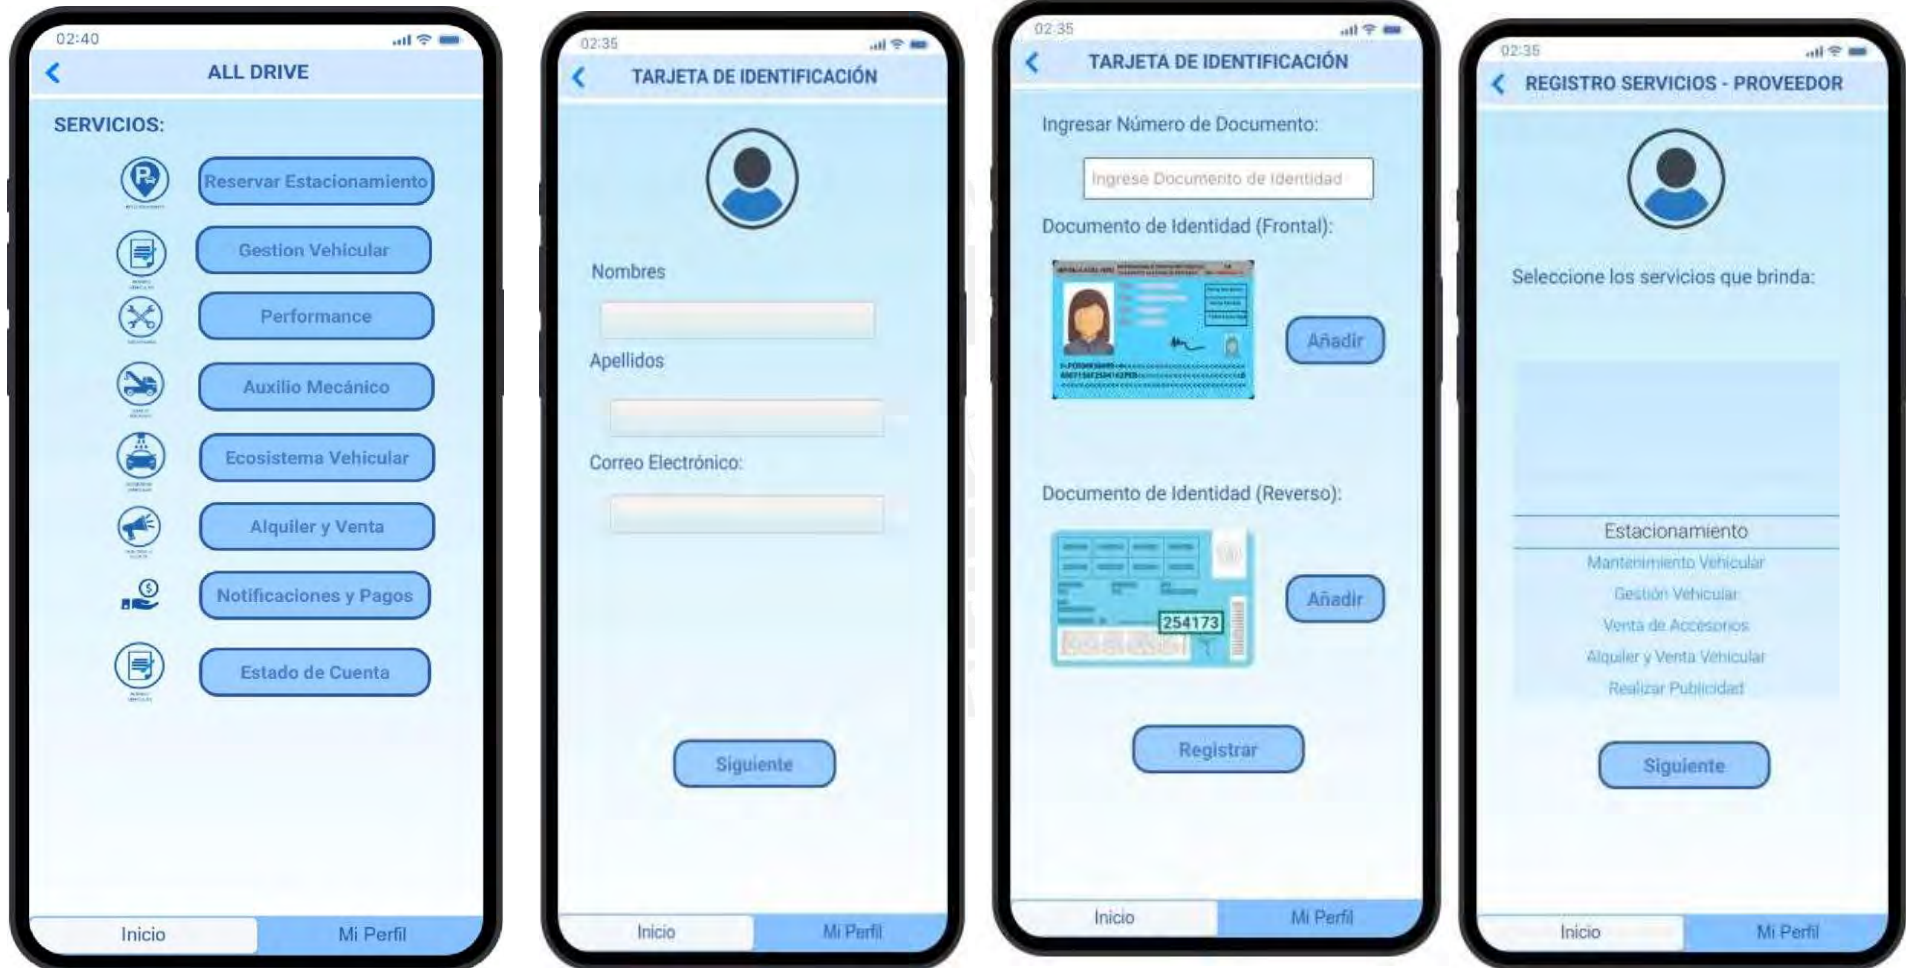 02:40
ALL DRIVE
SERVICIOS:
Reservar Estacionamiento
Gestion Vehicular
Performance
Auxilio Mecánico
Ecosistema Vehicular
Alquiler y Venta
Notificaciones y Pagos
Estado de Cuenta
Inicio
Mi Perfil
02:35
TARJETA DE IDENTIFICACIÓN
Nombres
Apellidos
Correo Electrónico:
Siguiente
Inicio
Mi Perfil
02:35
TARJETA DE IDENTIFICACIÓN
Ingresar Número de Documento:
Ingrese Documento de Identidad
Documento de Identidad (Frontal):
Añadir
Documento de Identidad (Reverso):
254173
Añadir
Registrar
Inicio
Mi Perfil
02:35
REGISTRO SERVICIOS - PROVEEDOR
Seleccione los servicios que brinda:
Estacionamiento
Mantenimiento Vehicular
Gestión Vehicular
Venta de Accesorios
Alquiler y Venta Vehicular
Realizar Publicidad
Siguiente
Inicio
Mi Perfil